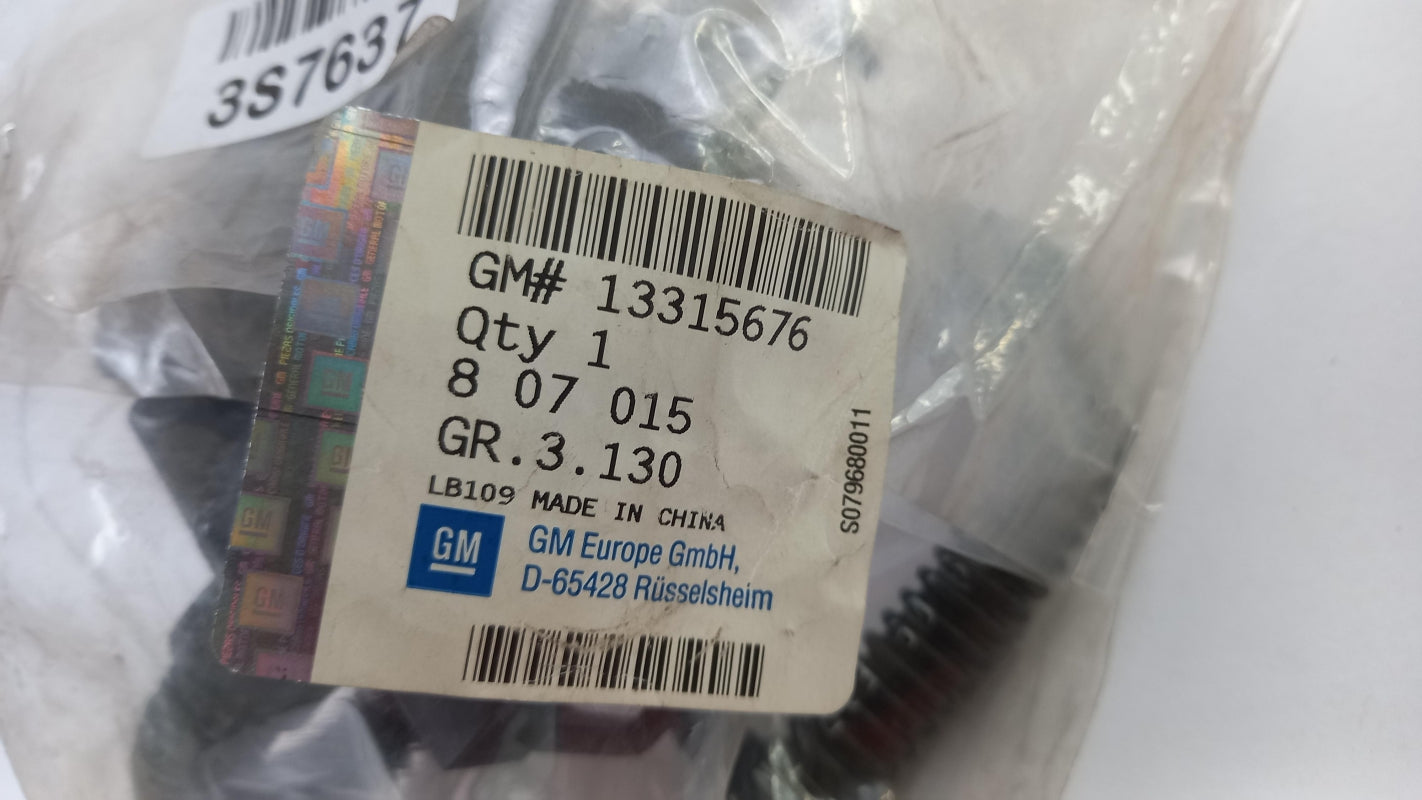 3S7637
GM# 13315676
Qty 1
8 07 015
GR.3.130
LB109 MADE IN CHINA
GM
GM Europe GmbH,
D-65428 Rüsselsheim
S079680011